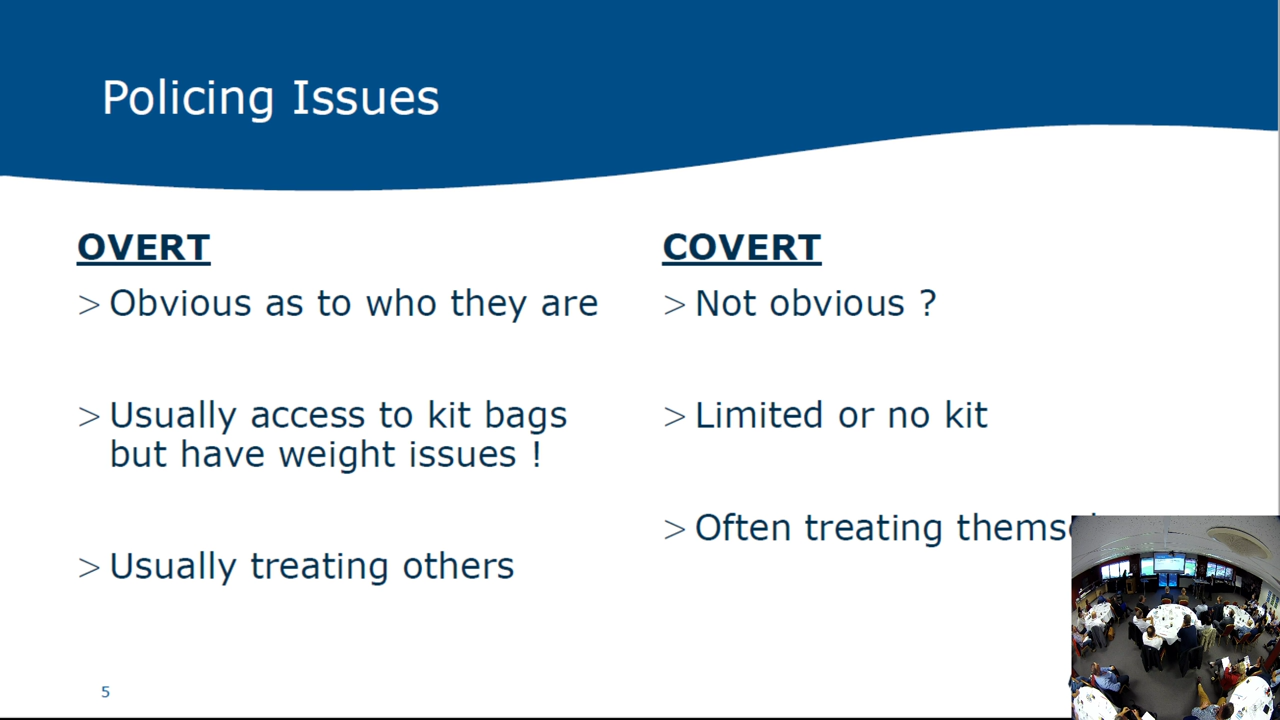 Policing Issues
OVERT
> Obvious as to who they are
> Usually access to kit bags
but have weight issues !
> Usually treating others
COVERT
> Not obvious ?
> Limited or no kit
> Often treating
5